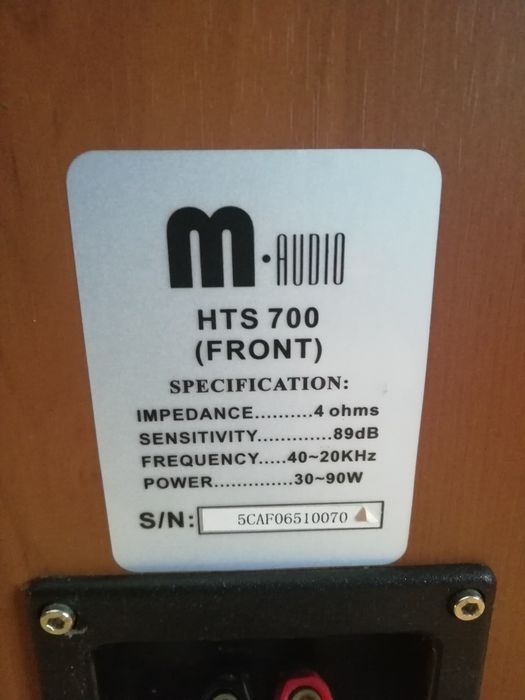 m·AUDIO
HTS 700
(FRONT)
SPECIFICATION:
IMPEDANCE..........4 ohms
SENSITIVITY.............89dB
FREQUENCY.....40~20KHz
POWER..............30~90W
S/N: 5CAF06510070